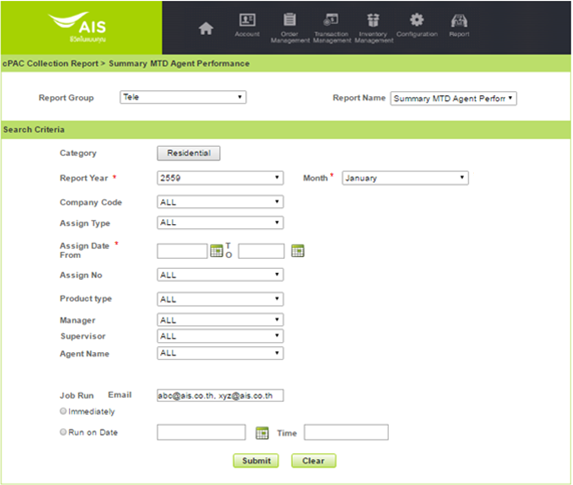 AIS
Account
Order Management
Transaction Management
Inventory Management
Configuration
Report
cPAC Collection Report > Summary MTD Agent Performance
Report Group Tele Report Name Summary MTD Agent Perforr
Search Criteria
Category Residential
Report Year * 2559 Month * January
Company Code ALL
Assign Type ALL
Assign Date * From TO
Assign No ALL
Product type ALL
Manager ALL
Supervisor ALL
Agent Name ALL
Job Run Email abc@ais.co.th, xyz@ais.co.th
Immediately
Run on Date Time
Submit Clear